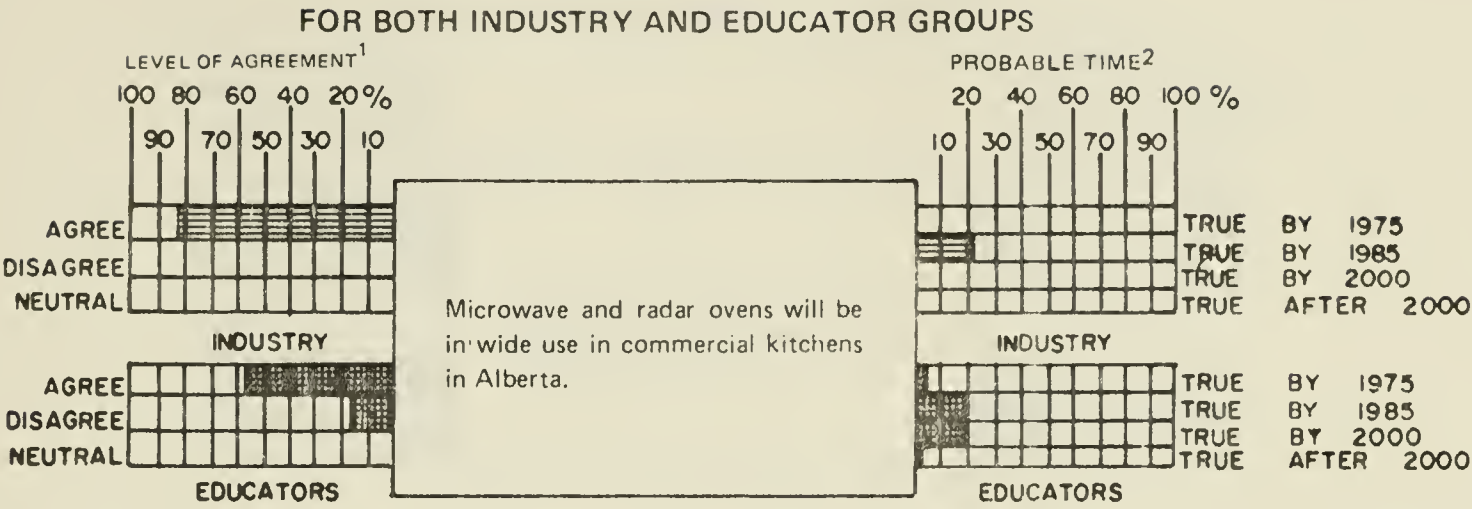 FOR BOTH INDUSTRY AND EDUCATOR GROUPS
LEVEL OF AGREEMENT1
100 80 60 40 20%
90 70 50 30 10
AGREE
DISAGREE
NEUTRAL
INDUSTRY
AGREE
DISAGREE
NEUTRAL
EDUCATORS
Microwave and radar ovens will be
in wide use in commercial kitchens
in Alberta.
PROBABLE TIME2
20 40 60 80 100 %
10 30 50 70 90
TRUE BY 1975
TRUE BY 1985
TRUE BY 2000
TRUE AFTER 2000
INDUSTRY
TRUE BY 1975
TRUE BY 1985
TRUE BY 2000
TRUE AFTER 2000
EDUCATORS